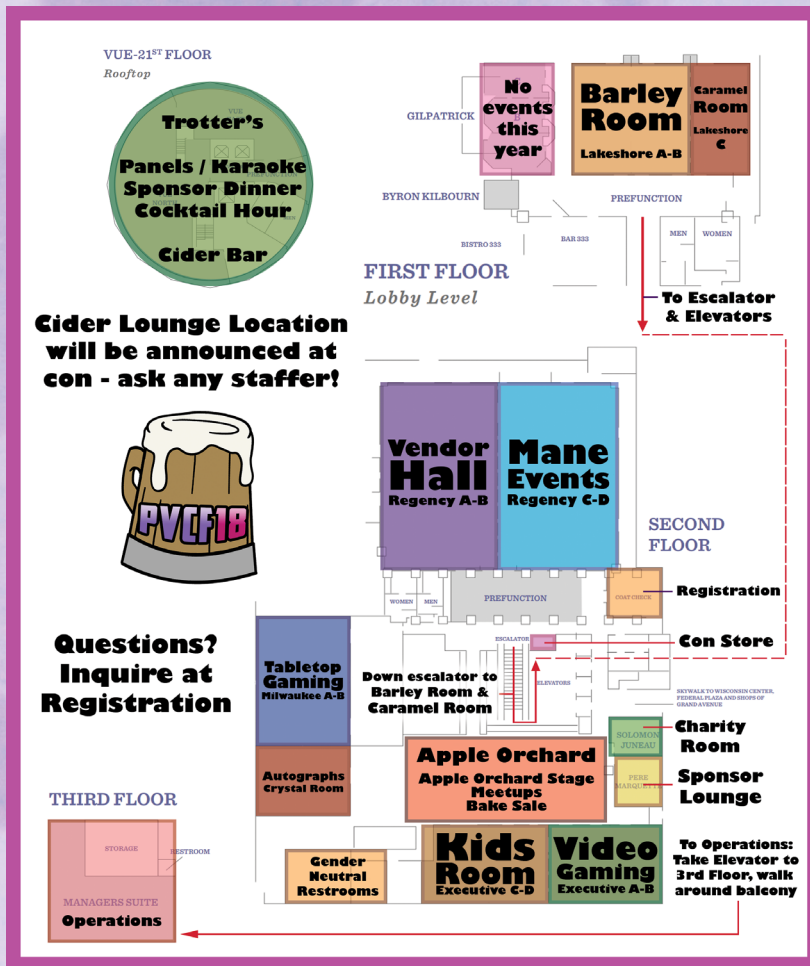 VUE-21ST FLOOR
Rooftop
VUE
Trotter's
Panels / Karaoke
Sponsor Dinner
Cocktail Hour
NORTH
Cider Bar
GILPATRICK
No
events
this
year
Barley
Room
Lakeshore A-B
Caramel
Room
Lakeshore
C
BYRON KILBOURN
PREFUNCTION
BISTRO 333
BAR 333
MEN
WOMEN
FIRST FLOOR
Lobby Level
To Escalator
& Elevators
Cider Lounge Location
will be announced at
con - ask any staffer!
PVCF18
Vendor
Hall
Regency A-B
Mane
Events
Regency C-D
SECOND
FLOOR
WOMEN
MEN
PREFUNCTION
COAT CHECK
Registration
ESCALATOR
Con Store
ELEVATORS
Down escalator to
Barley Room &
Caramel Room
SKYWALK TO WISCONSIN CENTER,
FEDERAL PLAZA AND SHOPS OF
GRAND AVENUE
Questions?
Inquire at
Registration
Tabletop
Gaming
Milwaukee A-B
SOLOMON
JUNEAU
Charity
Room
Autographs
Crystal Room
Apple Orchard
Apple Orchard Stage
Meetups
Bake Sale
PERE
MARQUETTE
Sponsor
Lounge
THIRD FLOOR
STORAGE
RESTROOM
MANAGERS SUITE
Operations
Gender
Neutral
Restrooms
Kids
Room
Executive C-D
Video
Gaming
Executive A-B
To Operations:
Take Elevator to
3rd Floor, walk
around balcony